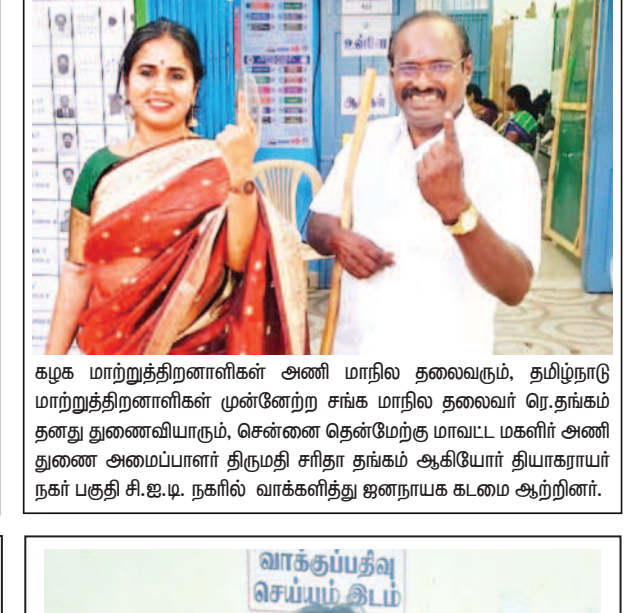 உள்ளே
கழக மாற்றுத்திறனாளிகள் அணி மாநில தலைவரும், தமிழ்நாடு
மாற்றுத்திறனாளிகள் முன்னேற்ற சங்க மாநில தலைவர் ரெ.தங்கம்
தனது துணைவியாரும், சென்னை தென்மேற்கு மாவட்ட மகளிர் அணி
துணை அமைப்பாளர் திருமதி சரிதா தங்கம் ஆகியோர் தியாகராயர்
நகர் பகுதி சி.ஐ.டி. நகரில் வாக்களித்து ஜனநாயக கடமை ஆற்றினர்.
வாக்குப்பதிவு
செய்யும் இடம்